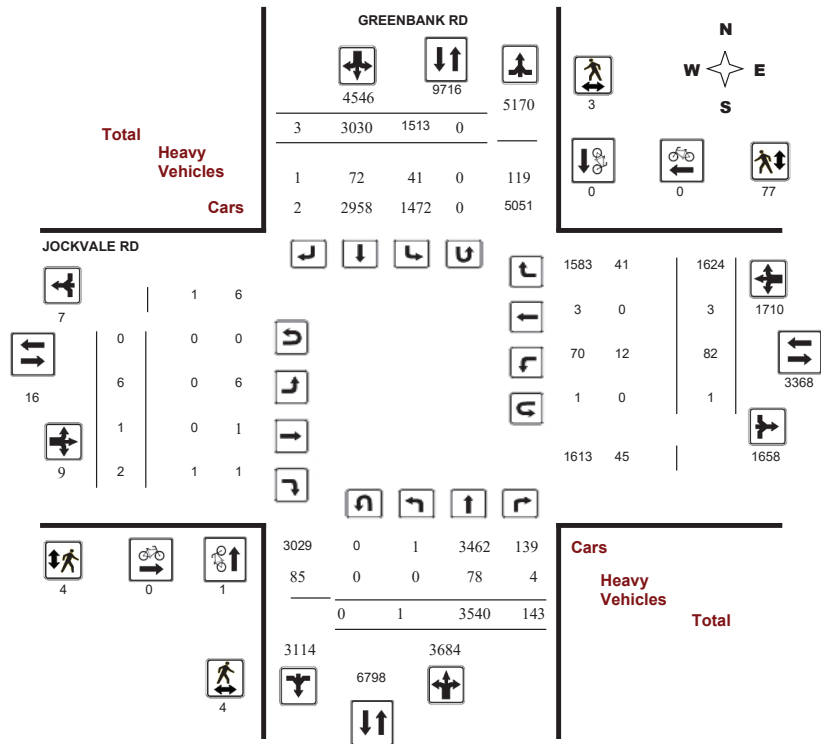 GREENBANK RD
N
W E
S
4546 9716 5170
3
3 3030 1513 0
Total
Heavy
Vehicles
1 72 41 0 119
0 0 77
Cars 2 2958 1472 0 5051
JOCKVALE RD
1583 41 1624
1 6
7
3 0 3 1710
0 0 0
70 12 82
3368
16
6 0 6
1 0 1
1 0 1
9 2 1 1
1613 45 1658
3029 0 1 3462 139 Cars
85 0 0 78 4 Heavy
Vehicles
4 0 1
0 1 3540 143 Total
3114 3684
6798
4